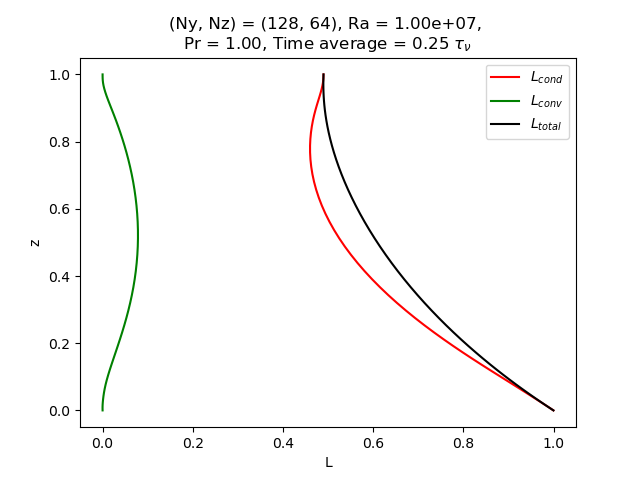 (Ny, Nz) = (128, 64), Ra = 1.00e+07,
Pr = 1.00, Time average = 0.25 τν
L_cond
L_conv
L_total
z
1.0
0.8
0.6
0.4
0.2
0.0
0.0 0.2 0.4 0.6 0.8 1.0
L